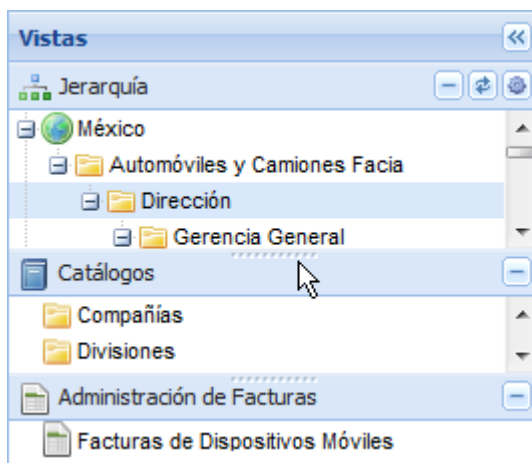 Vistas
Jerarquía
México
Automóviles y Camiones Facia
Dirección
Gerencia General
Catálogos
Compañías
Divisiones
Administración de Facturas
Facturas de Dispositivos Móviles